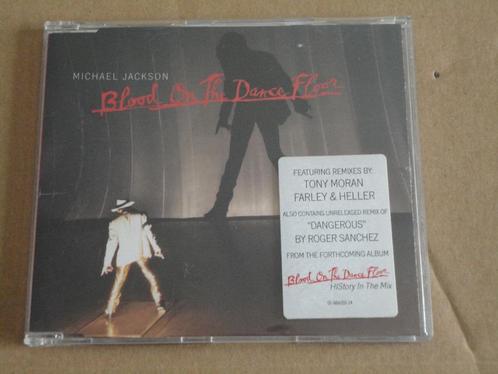 MICHAEL JACKSON
Blood On The Dance Floor
FEATURING REMIXES BY:
TONY MORAN
FARLEY & HELLER
ALSO CONTAINS UNRELEASED REMIX OF
"DANGEROUS"
BY ROGER SANCHEZ
FROM THE FORTHCOMING ALBUM
Blood On The Dance Floor
HIStory In The Mix